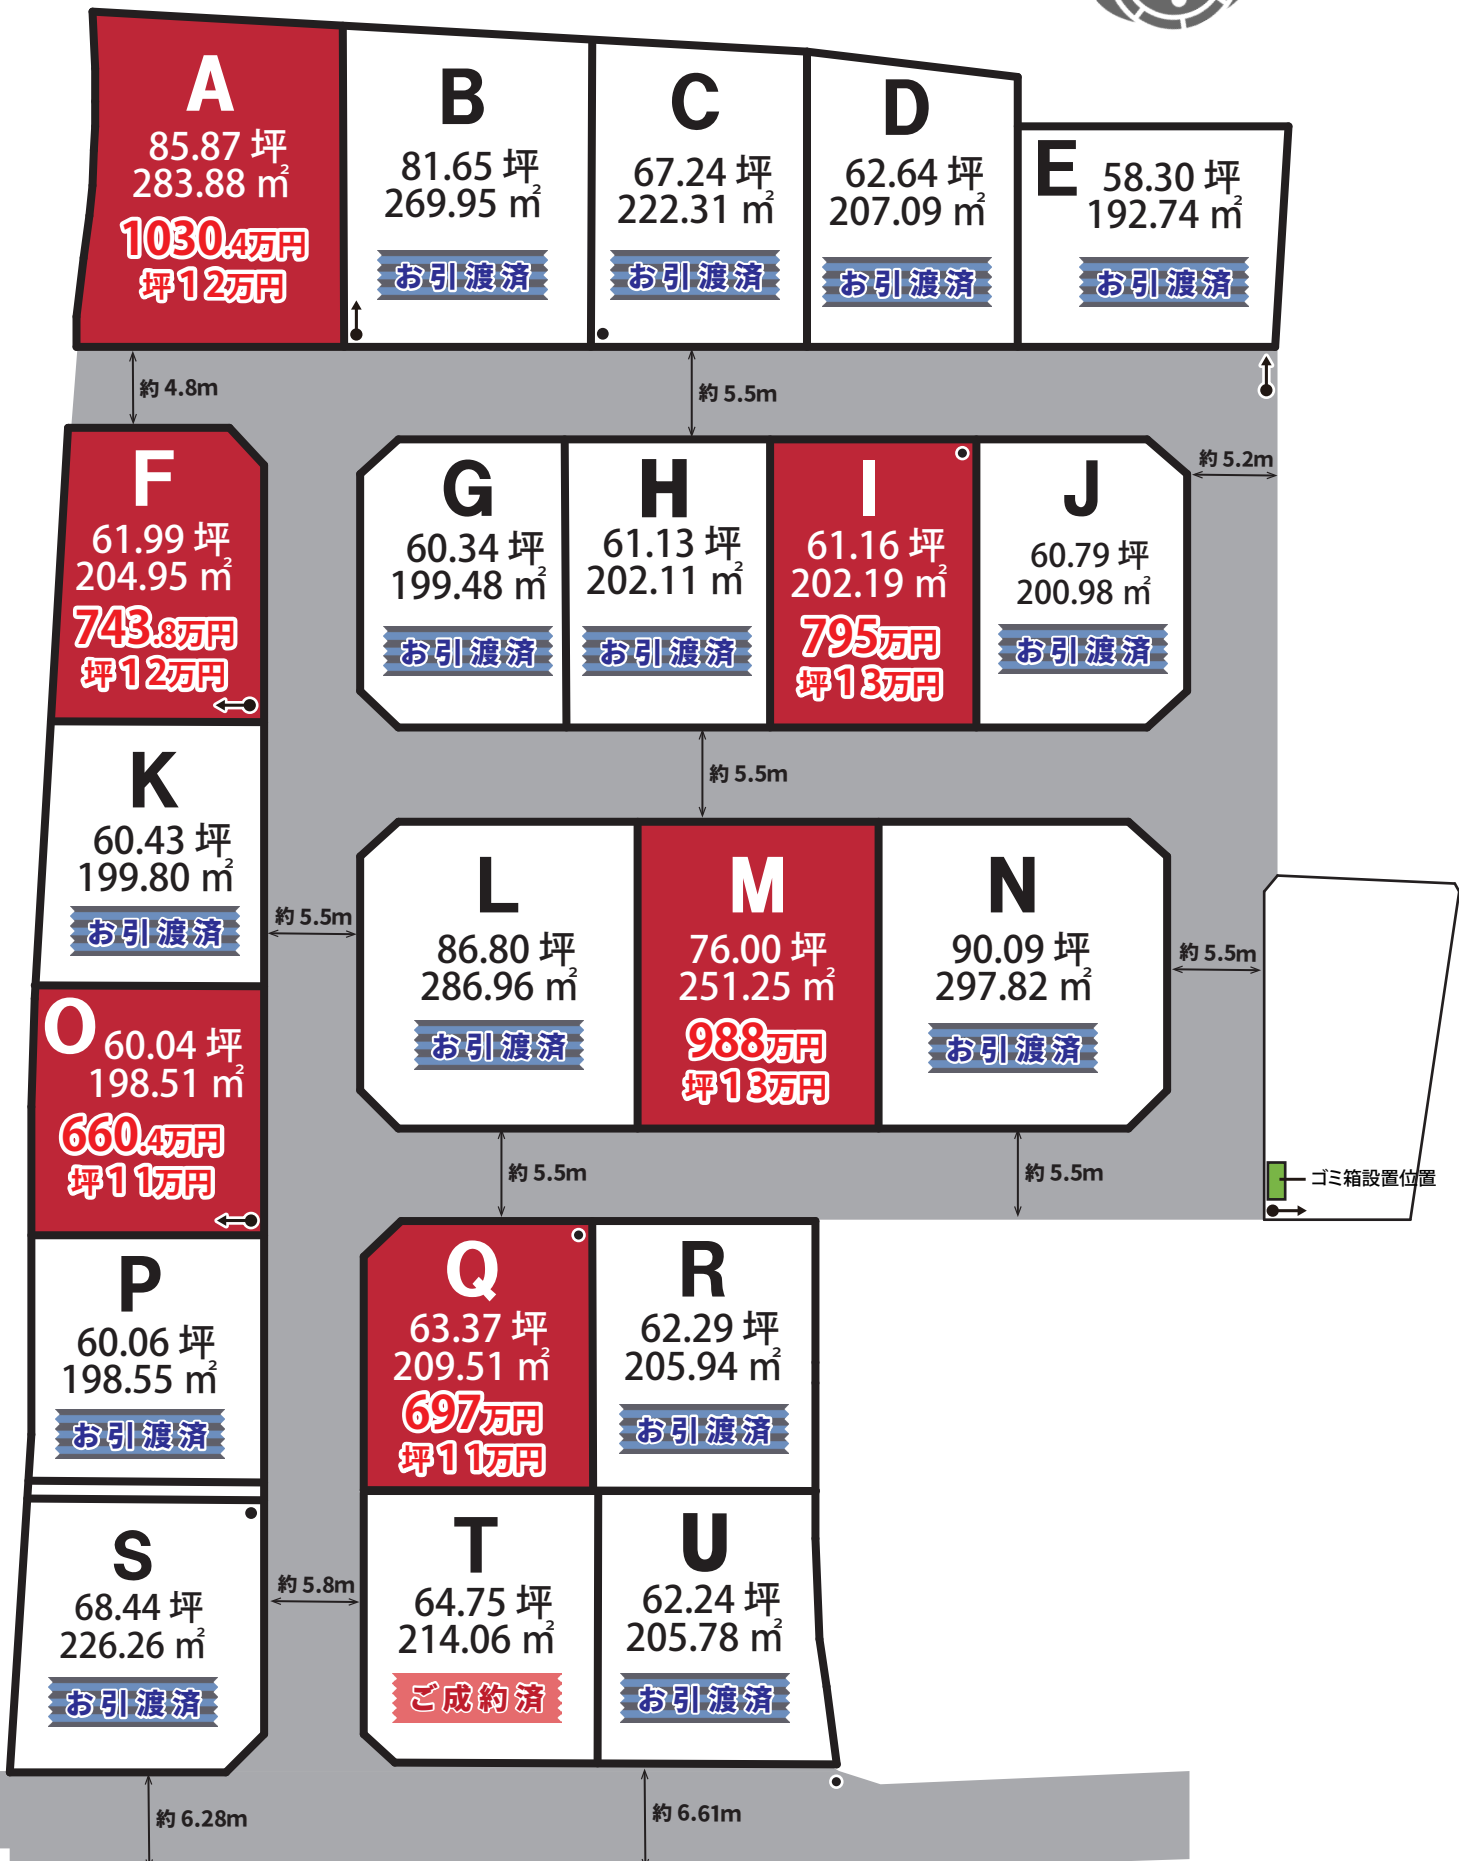 A
85.87 坪
283.88 ㎡
1030.4万円
坪12万円
B
81.65 坪
269.95 ㎡
お引渡済
C
67.24 坪
222.31 ㎡
お引渡済
D
62.64 坪
207.09 ㎡
お引渡済
E
58.30 坪
192.74 ㎡
お引渡済
約 4.8m
約 5.5m
約 5.2m
F
61.99 坪
204.95 ㎡
743.8万円
坪12万円
G
60.34 坪
199.48 ㎡
お引渡済
H
61.13 坪
202.11 ㎡
お引渡済
I
61.16 坪
202.19 ㎡
795万円
坪13万円
J
60.79 坪
200.98 ㎡
お引渡済
約 5.5m
K
60.43 坪
199.80 ㎡
お引渡済
約 5.5m
L
86.80 坪
286.96 ㎡
お引渡済
M
76.00 坪
251.25 ㎡
988万円
坪13万円
N
90.09 坪
297.82 ㎡
お引渡済
約 5.5m
O
60.04 坪
198.51 ㎡
660.4万円
坪11万円
約 5.5m
約 5.5m
ゴミ箱設置位置
P
60.06 坪
198.55 ㎡
お引渡済
Q
63.37 坪
209.51 ㎡
697万円
坪11万円
R
62.29 坪
205.94 ㎡
お引渡済
S
68.44 坪
226.26 ㎡
お引渡済
約 5.8m
T
64.75 坪
214.06 ㎡
ご成約済
U
62.24 坪
205.78 ㎡
お引渡済
約 6.28m
約 6.61m